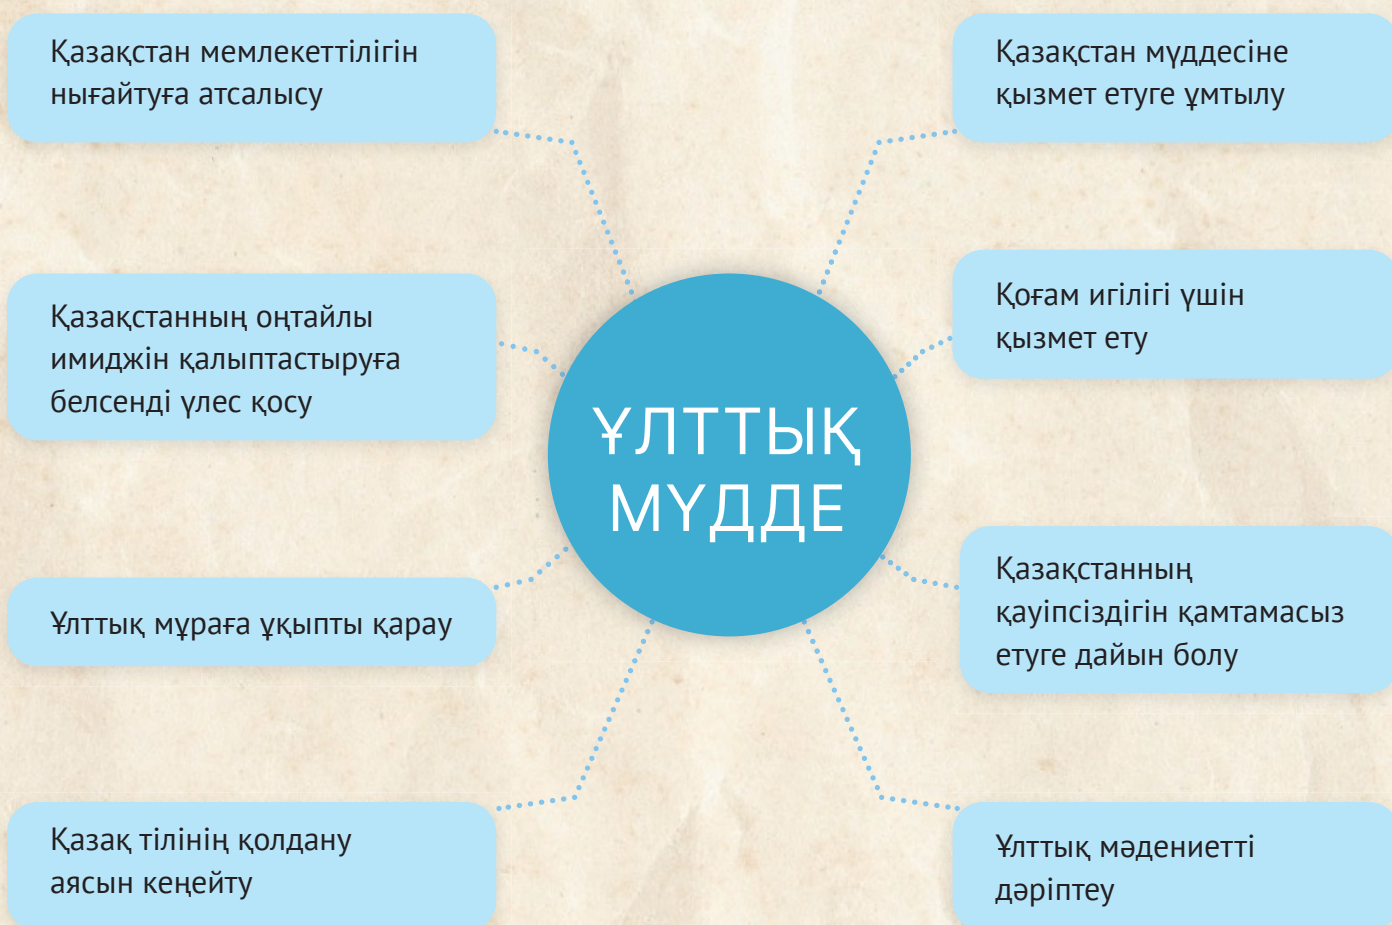 Қазақстан мемлекеттілігін
нығайтуға атсалысу
Қазақстанның оңтайлы
имиджін қалыптастыруға
белсенді үлес қосу
Ұлттық мұраға ұқыпты қарау
Қазақ тілінің қолдану
аясын кеңейту
ҰЛТТЫҚ
МҮДДЕ
Қазақстан мүддесіне
қызмет етуге ұмтылу
Қоғам игілігі үшін
қызмет ету
Қазақстанның
қауіпсіздігін қамтамасыз
етуге дайын болу
Ұлттық мәдениетті
дәріптеу